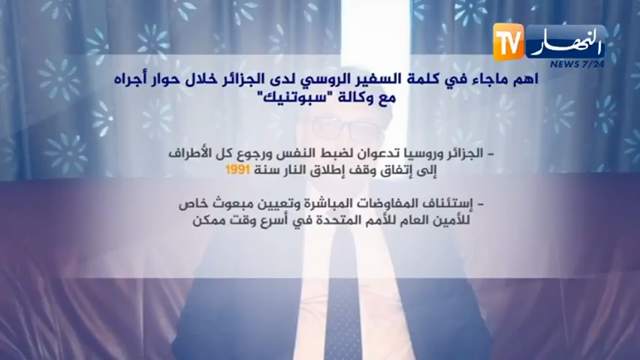 النهار TV
NEWS 7/24
اهم ماجاء في كلمة السفير الروسي لدى الجزائر خلال حوار أجراه
مع وكالة "سبوتنيك"
- الجزائر وروسيا تدعوان لضبط النفس ورجوع كل الأطراف
إلى إتفاق وقف إطلاق النار سنة 1991
- إستئناف المفاوضات المباشرة وتعيين مبعوث خاص
للأمين العام للأمم المتحدة في أسرع وقت ممكن